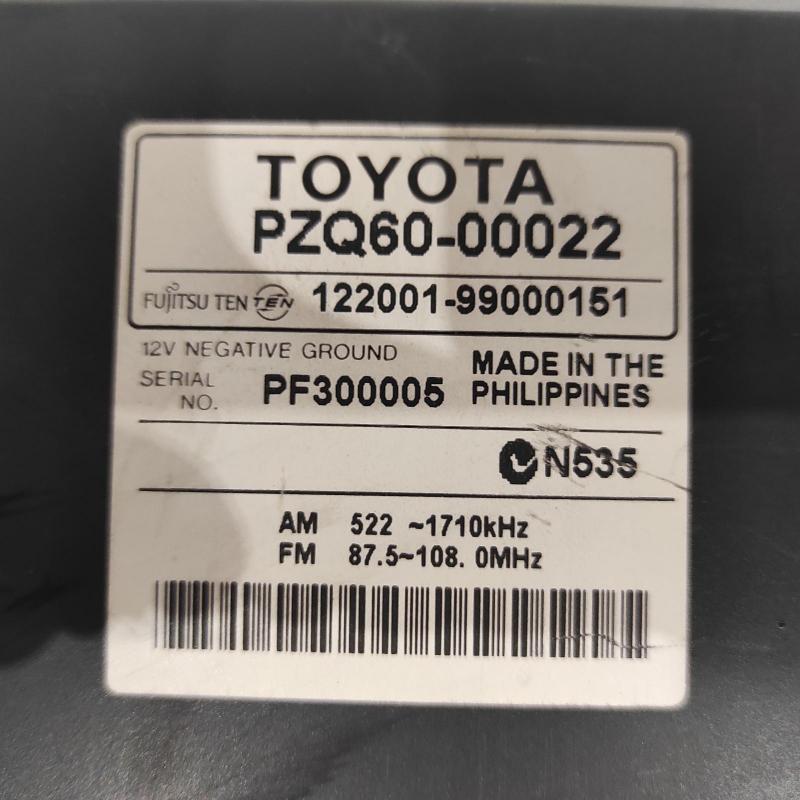 TOYOTA
PZQ60-00022
FUJITSU TEN TEN 122001-99000151
12V NEGATIVE GROUND
SERIAL NO. PF300005
MADE IN THE
PHILIPPINES
N535
AM 522 ~1710kHz
FM 87.5~108. 0MHz